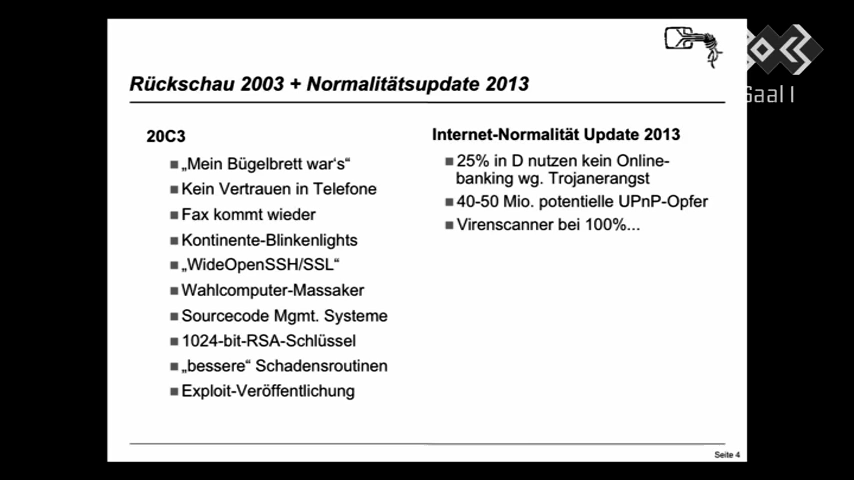 Rückschau 2003 + Normalitätsupdate 2013
20C3
„Mein Bügelbrett war‘s“
Kein Vertrauen in Telefone
Fax kommt wieder
Kontinente-Blinkenlights
„WideOpenSSH/SSL“
Wahlcomputer-Massaker
Sourcecode Mgmt. Systeme
1024-bit-RSA-Schlüssel
„bessere“ Schadensroutinen
Exploit-Veröffentlichung
Internet-Normalität Update 2013
25% in D nutzen kein Online-
banking wg. Trojanerangst
40-50 Mio. potentielle UPnP-Opfer
Virenscanner bei 100%...
Seite 4
Saal 1